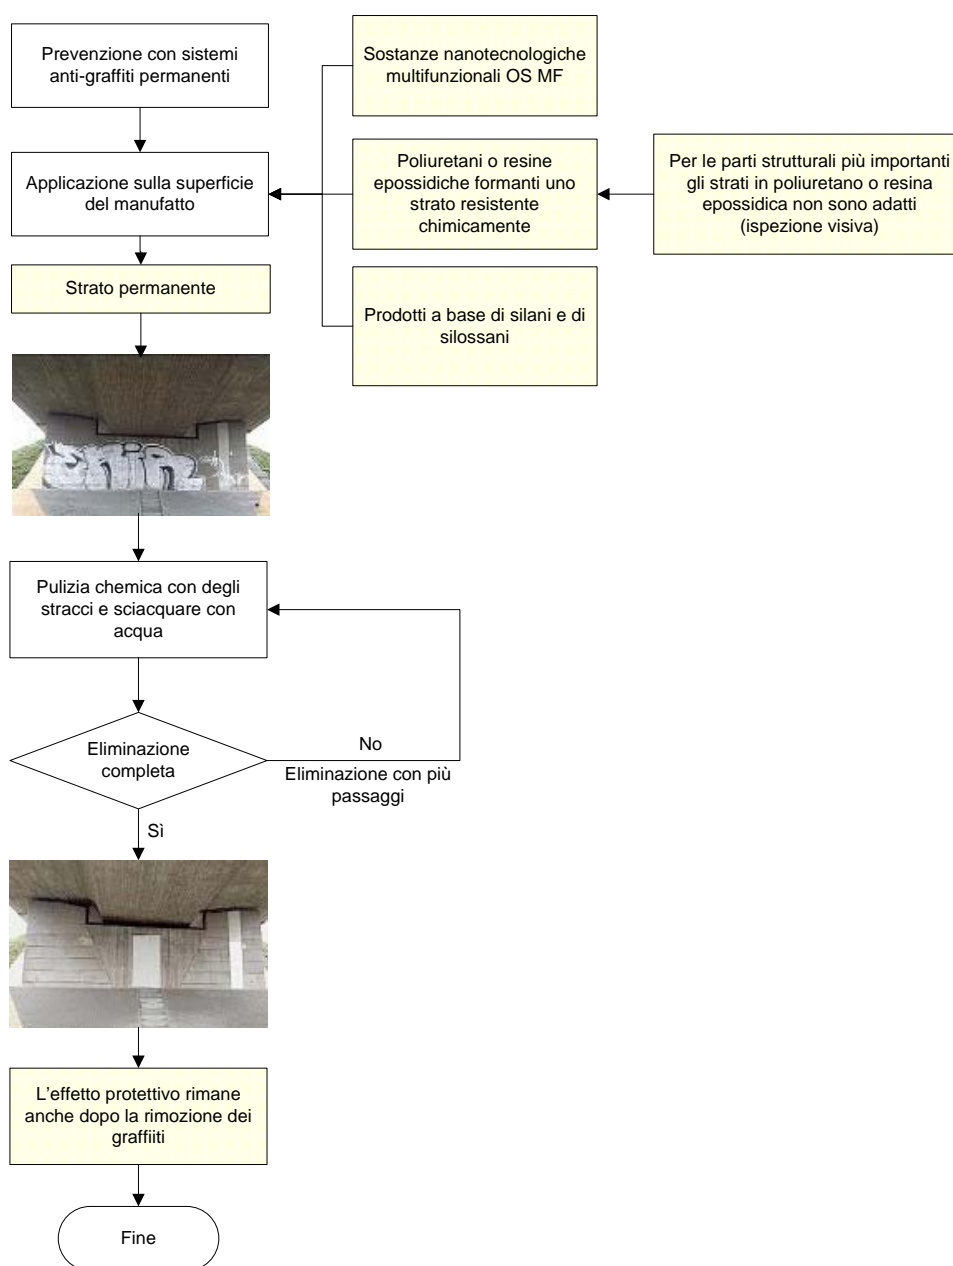 Prevenzione con sistemi
anti-graffiti permanenti
Sostanze nanotecnologiche
multifunzionali OS MF
Applicazione sulla superficie
del manufatto
Poliuretani o resine
epossidiche formanti uno
strato resistente
chimicamente
Per le parti strutturali più importanti
gli strati in poliuretano o resina
epossidica non sono adatti
(ispezione visiva)
Strato permanente
Prodotti a base di silani e di
silossani
Pulizia chemica con degli
stracci e sciacquare con
acqua
Eliminazione
completa
No
Eliminazione con più
passaggi
Sì
L'effetto protettivo rimane
anche dopo la rimozione dei
graffiiti
Fine